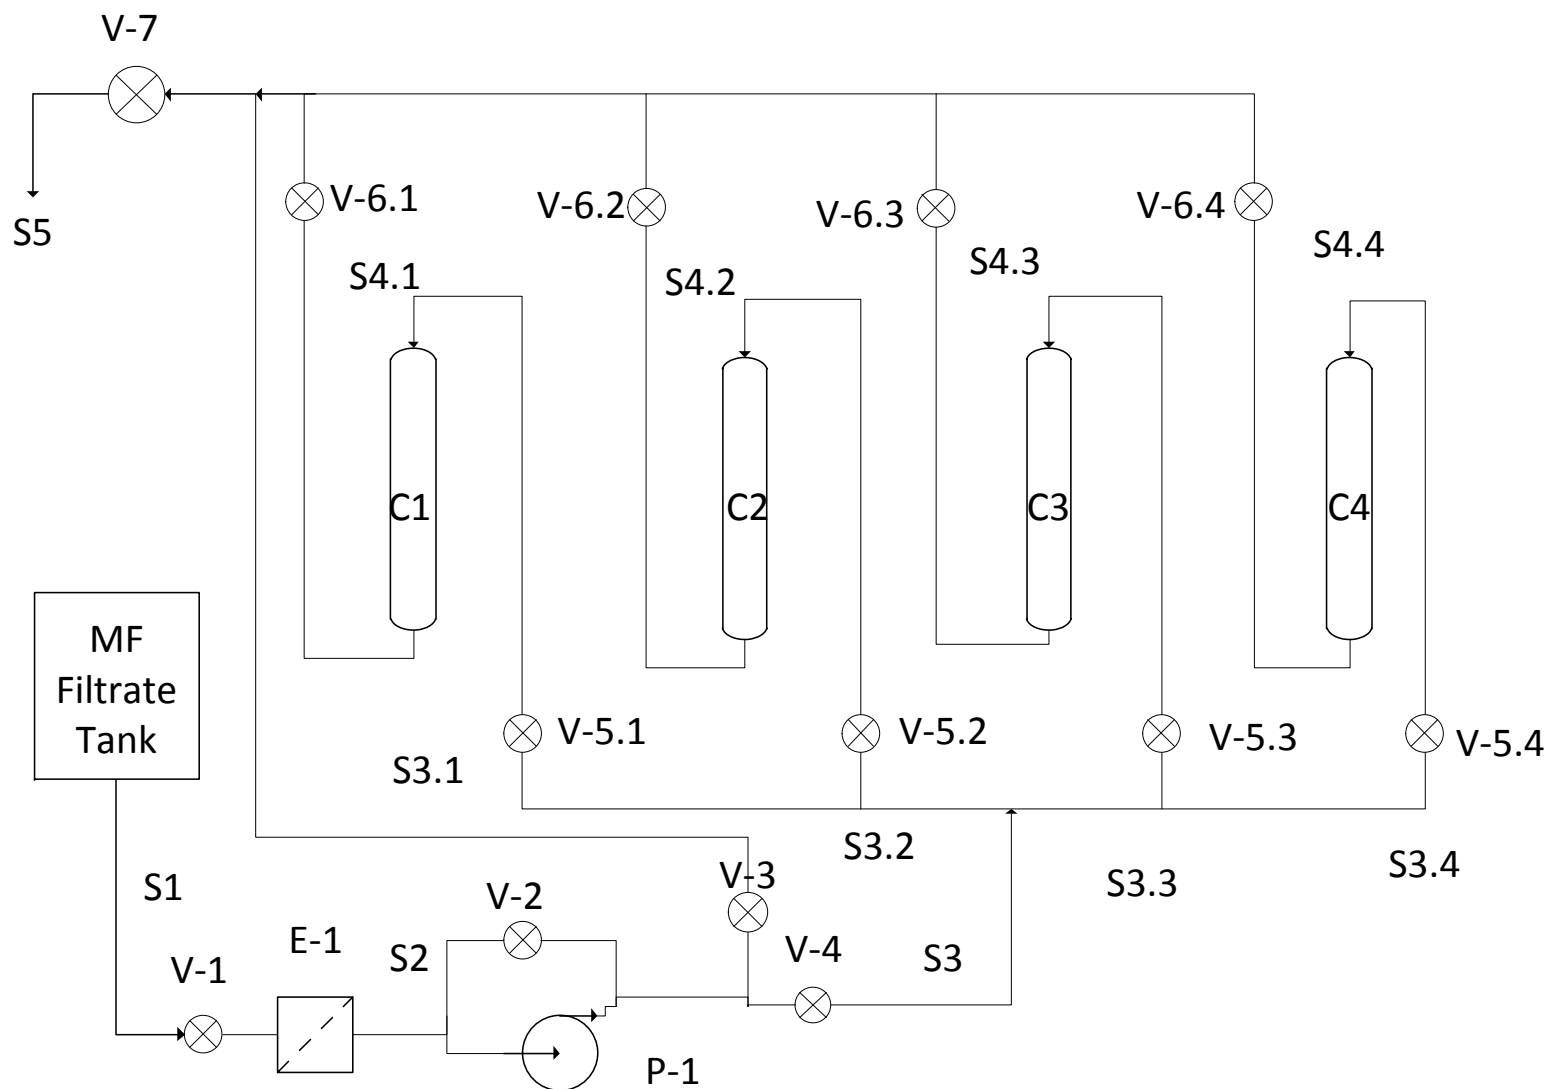 V-7
V-6.1
V-6.2
V-6.3
V-6.4
S5
S4.1
S4.2
S4.3
S4.4
C1
C2
C3
C4
MF
Filtrate
Tank
V-5.1
V-5.2
V-5.3
V-5.4
S3.1
S3.2
S3.3
S3.4
S1
V-3
V-2
E-1
S2
V-4
S3
V-1
P-1